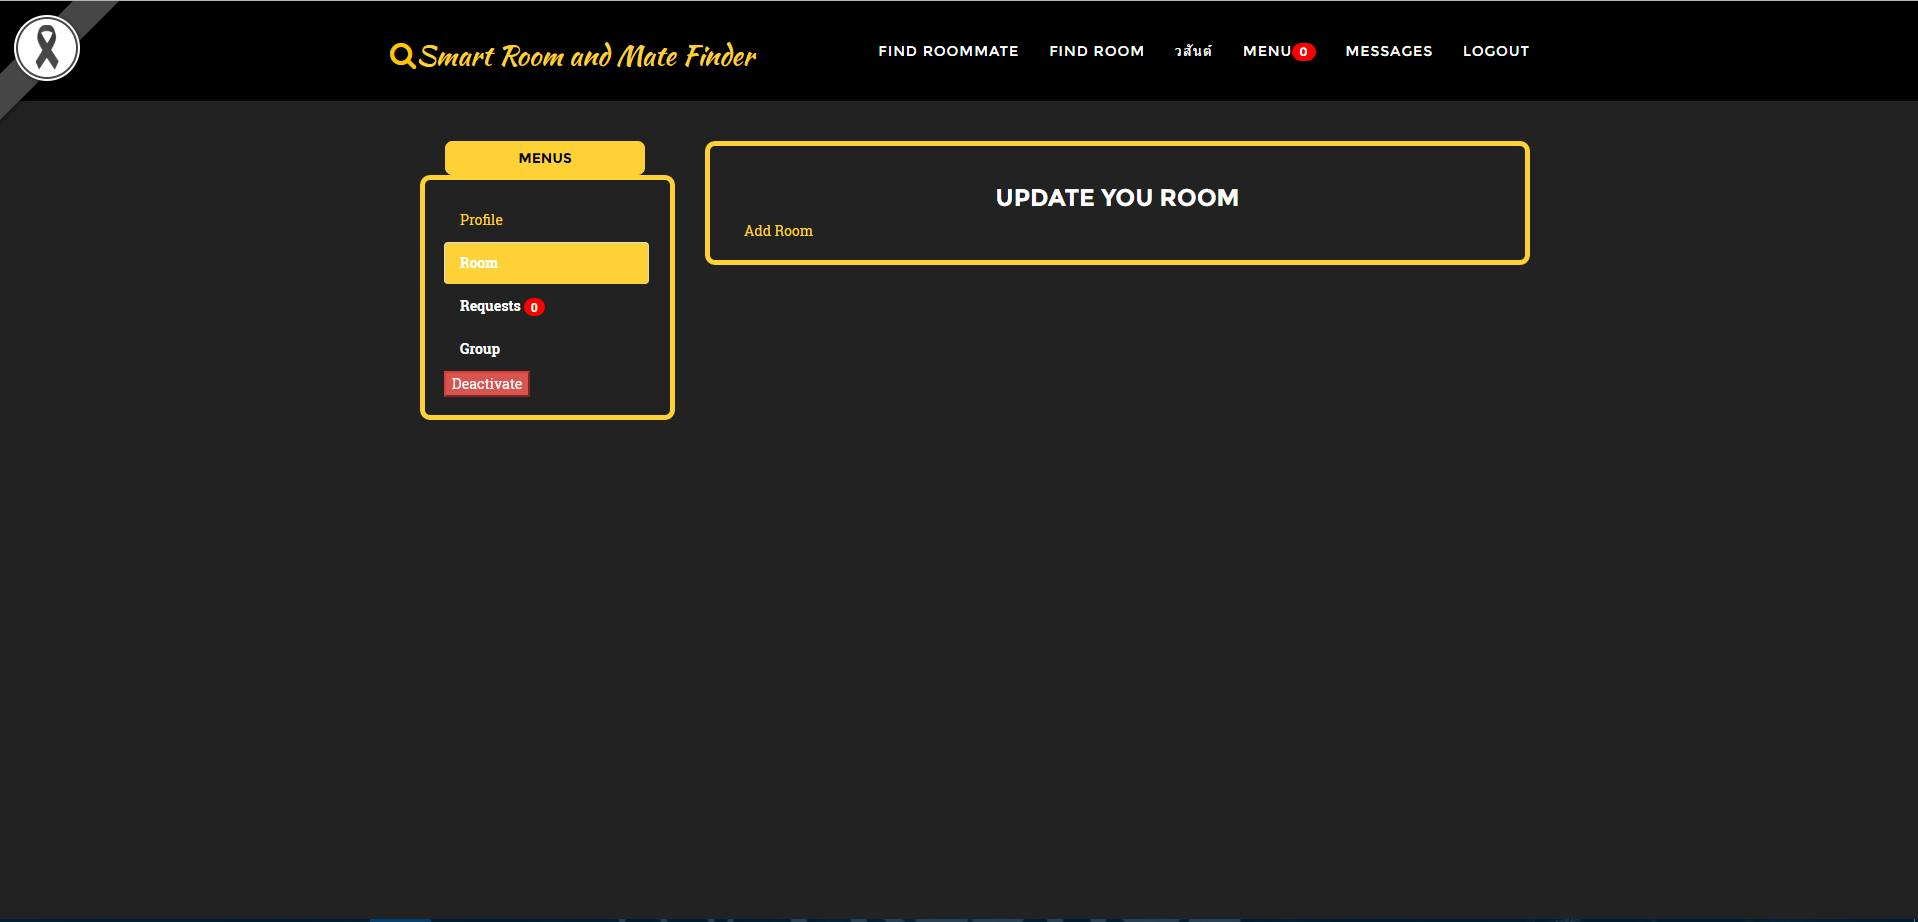 Smart Room and Mate Finder
FIND ROOMMATE FIND ROOM วสันต์ MENU 0 MESSAGES LOGOUT
MENUS
Profile
Room
Requests 0
Group
Deactivate
UPDATE YOU ROOM
Add Room